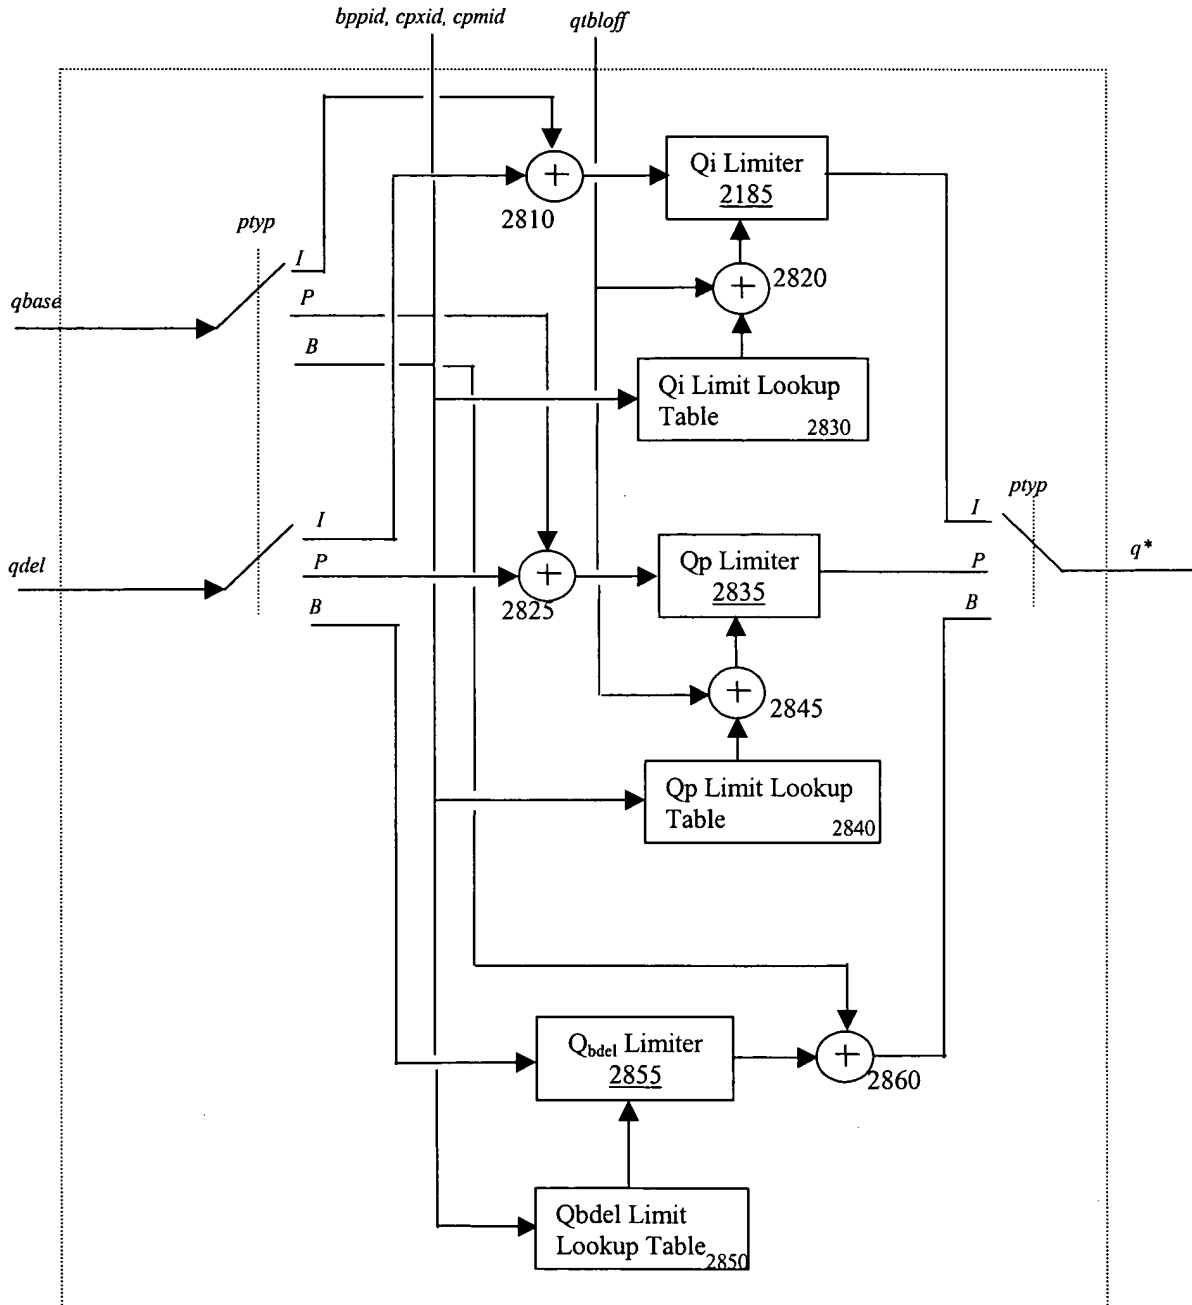 bppid, cpxid, cpmid
qtbloff
Qi Limiter
2185
+
2810
ptyp
I
qbase
P
B
+
2820
Qi Limit Lookup
Table
2830
ptyp
I
I
qdel
P
B
+
2825
Qp Limiter
2835
P
q*
B
+
2845
Qp Limit Lookup
Table
2840
Qbdel Limiter
2855
+
2860
Qbdel Limit
Lookup Table
2850